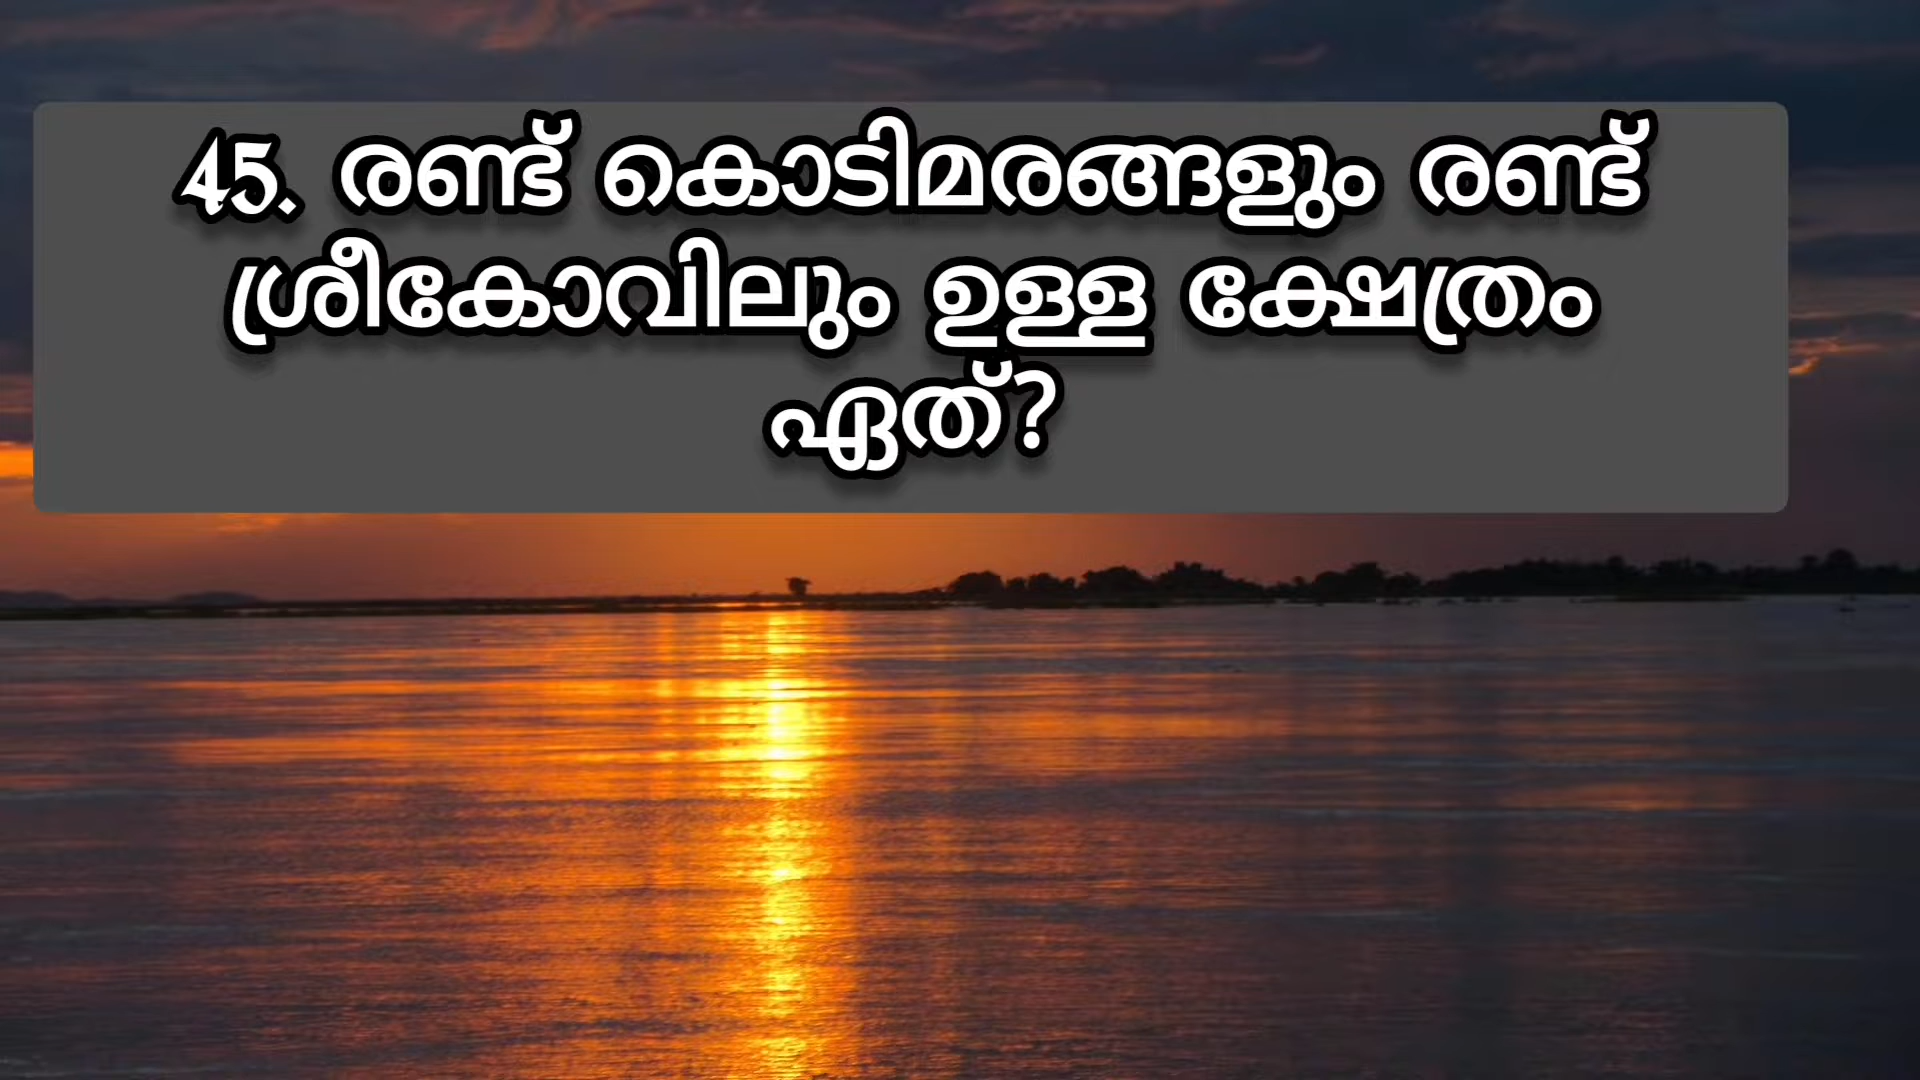 45. രണ്ട് കൊടിമരങ്ങളും രണ്ട്
ശ്രീകോവിലും ഉള്ള ക്ഷേത്രം
ഏത്?